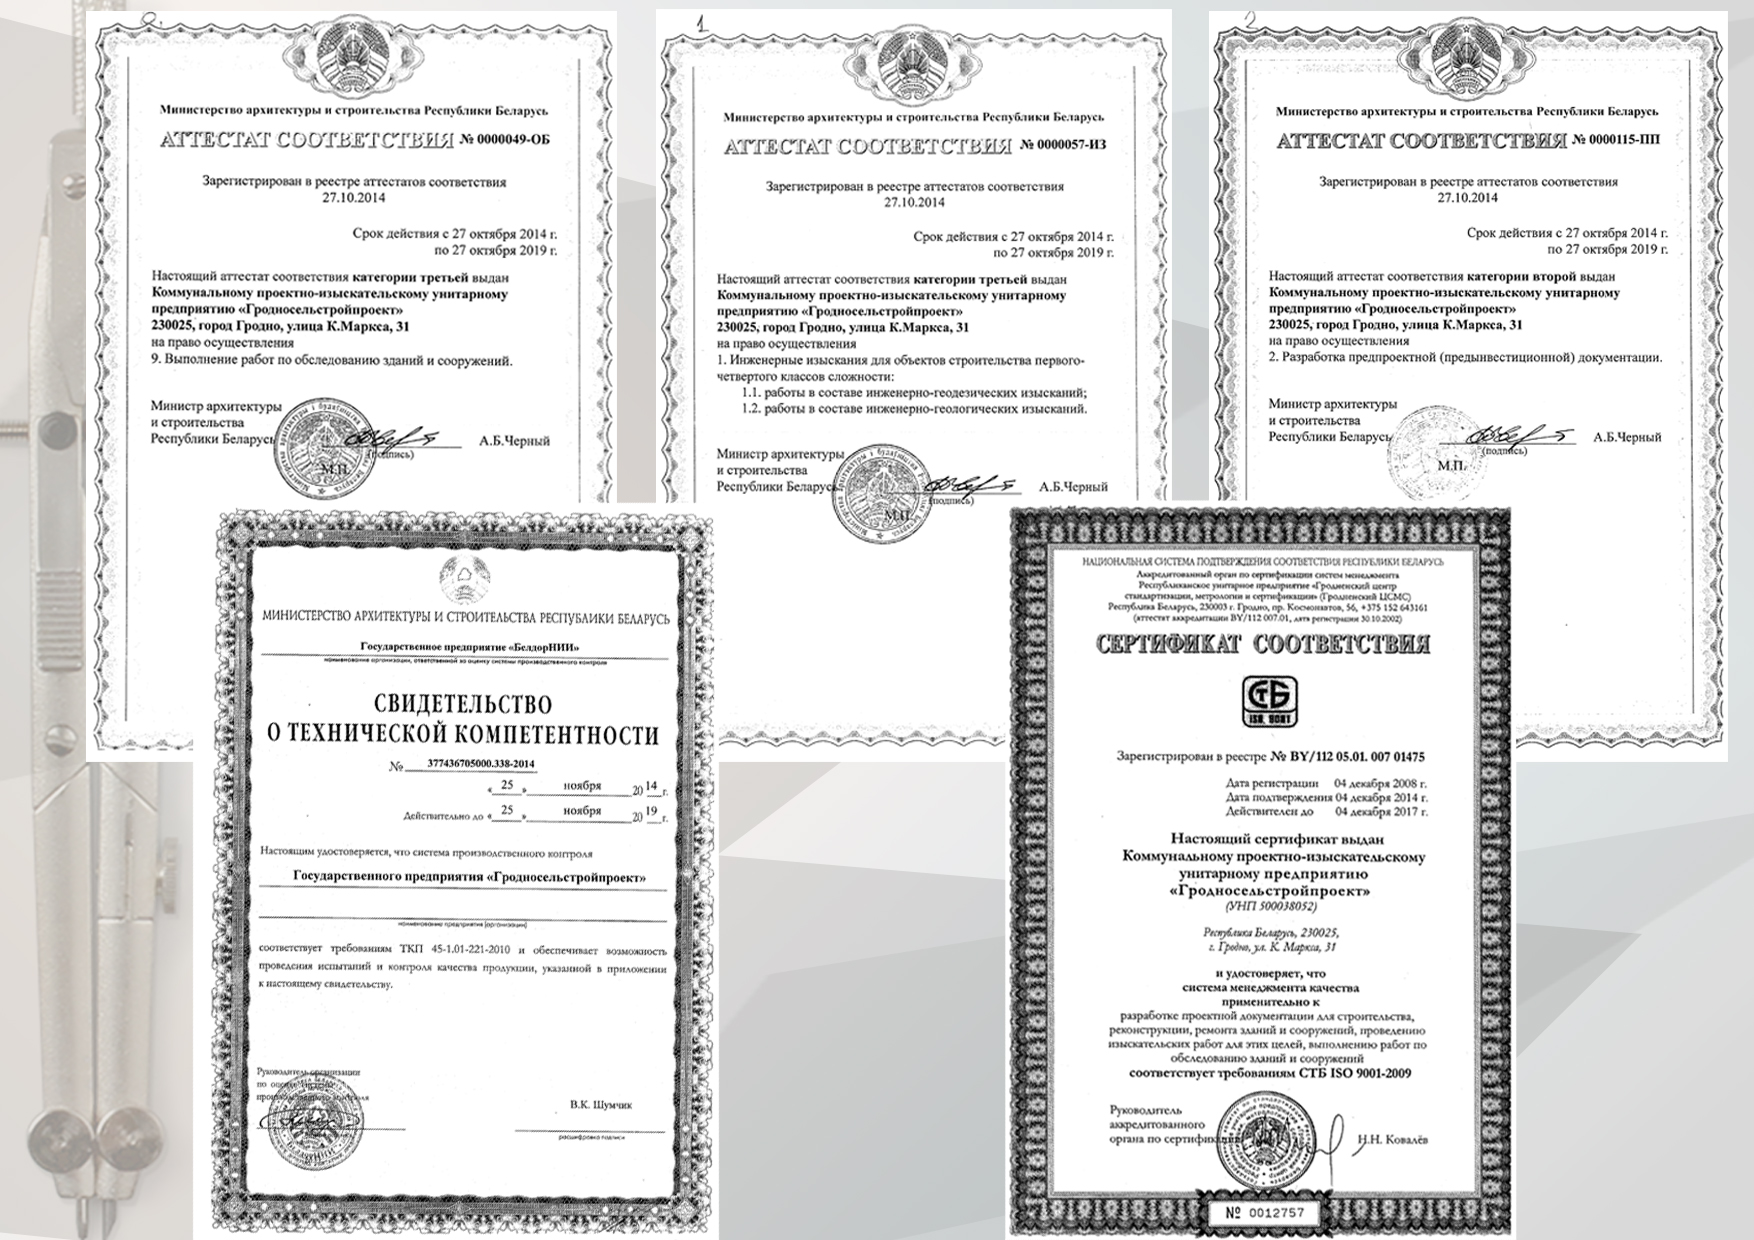 Министерство архитектуры и строительства Республики Беларусь
АТТЕСТАТ СООТВЕТСТВИЯ № 0000049-ОБ
Зарегистрирован в реестре аттестатов соответствия
27.10.2014
Срок действия с 27 октября 2014 г.
по 27 октября 2019 г.
Настоящий аттестат соответствия категории третьей выдан
Коммунальному проектно-изыскательскому унитарному
предприятию «Гродносельстройпроект»
230025, город Гродно, улица К.Маркса, 31
на право осуществления
9. Выполнение работ по обследованию зданий и сооружений.
Министр архитектуры
и строительства
Республики Беларусь
А.Б.Черный
(подпись)
М.П.
1
Министерство архитектуры и строительства Республики Беларусь
АТТЕСТАТ СООТВЕТСТВИЯ № 0000057-ИЗ
Зарегистрирован в реестре аттестатов соответствия
27.10.2014
Срок действия с 27 октября 2014 г.
по 27 октября 2019 г.
Настоящий аттестат соответствия категории третьей выдан
Коммунальному проектно-изыскательскому унитарному
предприятию «Гродносельстройпроект»
230025, город Гродно, улица К.Маркса, 31
на право осуществления
1. Инженерные изыскания для объектов строительства первого-
четвертого классов сложности:
1.1. работы в составе инженерно-геодезических изысканий;
1.2. работы в составе инженерно-геологических изысканий.
Министр архитектуры
и строительства
Республики Беларусь
А.Б.Черный
(подпись)
М.П.
2
Министерство архитектуры и строительства Республики Беларусь
АТТЕСТАТ СООТВЕТСТВИЯ № 0000115-ПП
Зарегистрирован в реестре аттестатов соответствия
27.10.2014
Срок действия с 27 октября 2014 г.
по 27 октября 2019 г.
Настоящий аттестат соответствия категории второй выдан
Коммунальному проектно-изыскательскому унитарному
предприятию «Гродносельстройпроект»
230025, город Гродно, улица К.Маркса, 31
на право осуществления
2. Разработка предпроектной (предынвестиционной) документации.
Министр архитектуры
и строительства
Республики Беларусь
А.Б.Черный
(подпись)
М.П.
МИНИСТЕРСТВО АРХИТЕКТУРЫ И СТРОИТЕЛЬСТВА РЕСПУБЛИКИ БЕЛАРУСЬ
Государственное предприятие «БелдорНИИ»
наименование организации, ответственной за оценку системы производственного контроля
СВИДЕТЕЛЬСТВО
О ТЕХНИЧЕСКОЙ КОМПЕТЕНТНОСТИ
№ 377436705000.338-2014
« 25 » ноября 20 14 г.
Действительно до « 25 » ноября 20 19 г.
Настоящим удостоверяется, что система производственного контроля
Государственного предприятия «Гродносельстройпроект»
наименование предприятия (организации)
соответствует требованиям ТКП 45-1.01-221-2010 и обеспечивает возможность
проведения испытаний и контроля качества продукции, указанной в приложении
к настоящему свидетельству.
Руководитель организации
по оценке системы
производственного контроля
В.К. Шумчик
расшифровка подписи
НАЦИОНАЛЬНАЯ СИСТЕМА ПОДТВЕРЖДЕНИЯ СООТВЕТСТВИЯ РЕСПУБЛИКИ БЕЛАРУСЬ
Аккредитованный орган по сертификации систем менеджмента
Республиканское унитарное предприятие «Гродненский центр
стандартизации, метрологии и сертификации» (Гродненский ЦСМС)
Республика Беларусь, 230003 г. Гродно, пр. Космонавтов, 56, +375 152 643161
(аттестат аккредитации BY/112 007.01, дата регистрации 30.10.2002)
СЕРТИФИКАТ СООТВЕТСТВИЯ
СТБ
ISO 9001
Зарегистрирован в реестре № BY/112 05.01. 007 01475
Дата регистрации 04 декабря 2008 г.
Дата подтверждения 04 декабря 2014 г.
Действителен до 04 декабря 2017 г.
Настоящий сертификат выдан
Коммунальному проектно-изыскательскому
унитарному предприятию
«Гродносельстройпроект»
(УНП 500038052)
Республика Беларусь, 230025,
г. Гродно, ул. К. Маркса, 31
и удостоверяет, что
система менеджмента качества
применительно к
разработке проектной документации для строительства,
реконструкции, ремонта зданий и сооружений, проведению
изыскательских работ для этих целей, выполнению работ по
обследованию зданий и сооружений
соответствует требованиям СТБ ISO 9001-2009
Руководитель
аккредитованного
органа по сертификации
Н.Н. Ковалёв
№ 0012757